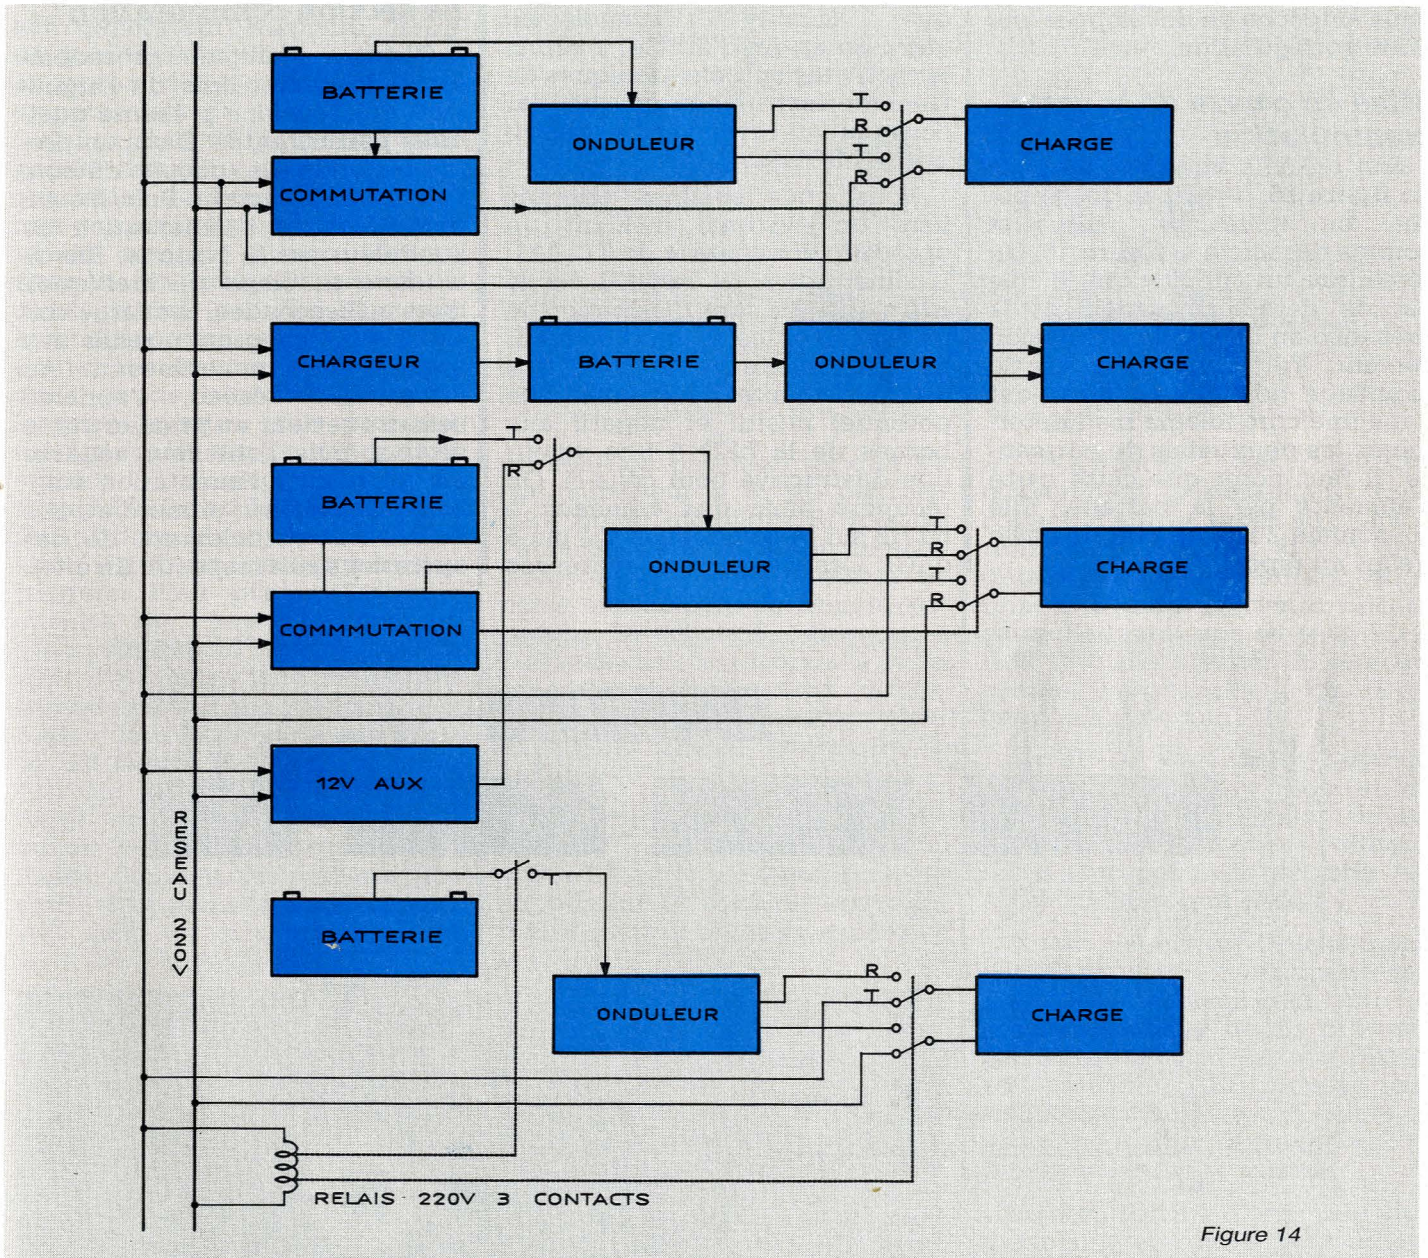 BATTERIE
ONDULEUR
T
R
T
R
CHARGE
COMMUTATION
CHARGEUR
BATTERIE
ONDULEUR
CHARGE
T
R
BATTERIE
ONDULEUR
T
R
T
R
CHARGE
COMMMUTATION
12V AUX
RESEAU 220V
T
BATTERIE
R
T
ONDULEUR
CHARGE
RELAIS 220V 3 CONTACTS
Figure 14